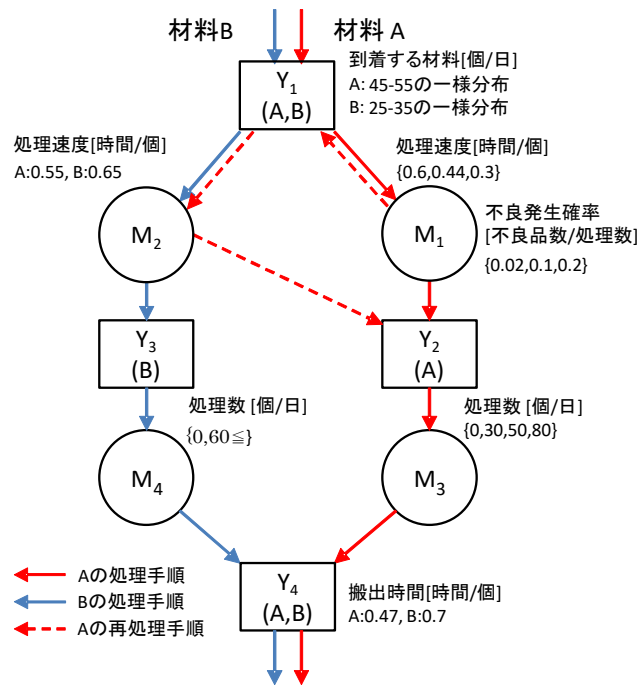 材料B
材料 A
Y1
(A,B)
到着する材料[個/日]
A: 45-55の一様分布
B: 25-35の一様分布
処理速度[時間/個]
A:0.55, B:0.65
処理速度[時間/個]
{0.6,0.44,0.3}
M2
M1
不良発生確率
[不良品数/処理数]
{0.02,0.1,0.2}
Y3
(B)
Y2
(A)
処理数 [個/日]
{0,60≦}
処理数 [個/日]
{0,30,50,80}
M4
M3
Aの処理手順
Bの処理手順
Aの再処理手順
Y4
(A,B)
搬出時間[時間/個]
A:0.47, B:0.7